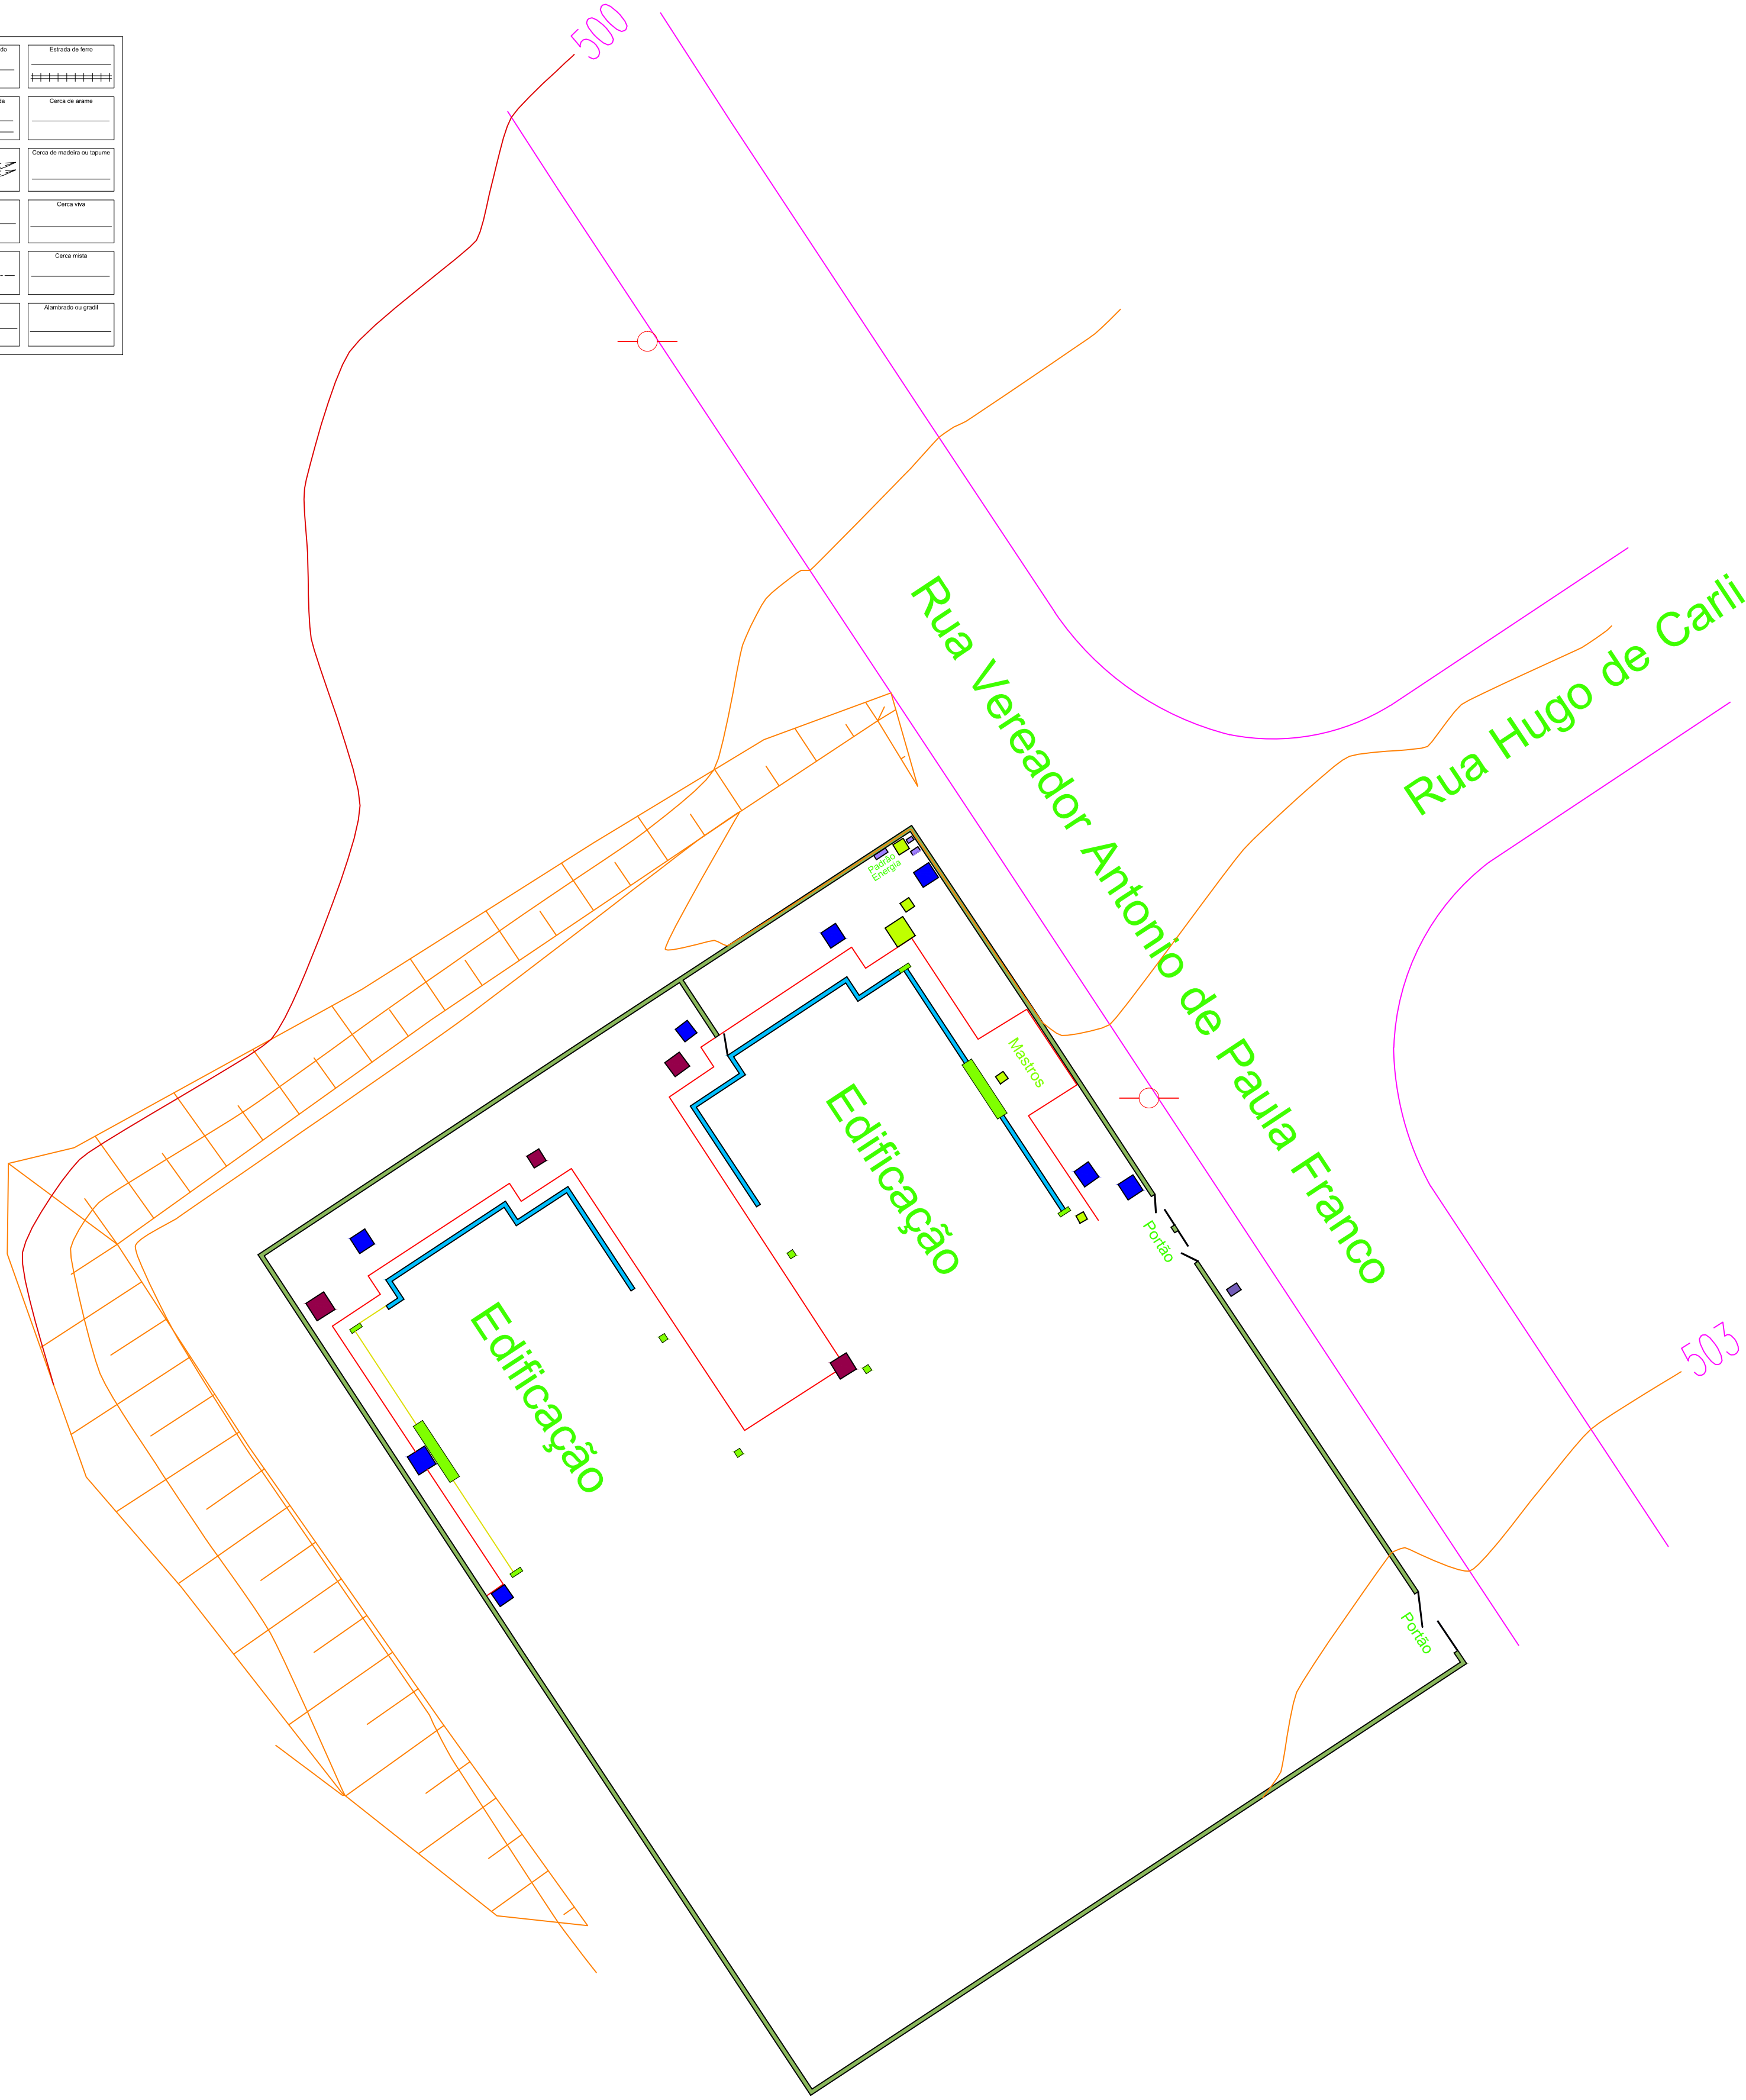 Estrada de ferro
Cerca de arame
Cerca de madeira ou tapume
Cerca viva
Cerca mista
Alambrado ou gradil
500
Rua Vereador Antonio de Paula Franco
Rua Hugo de Carli
Padrão
Energia
Mastros
Edificação
Portão
Edificação
503
Portão